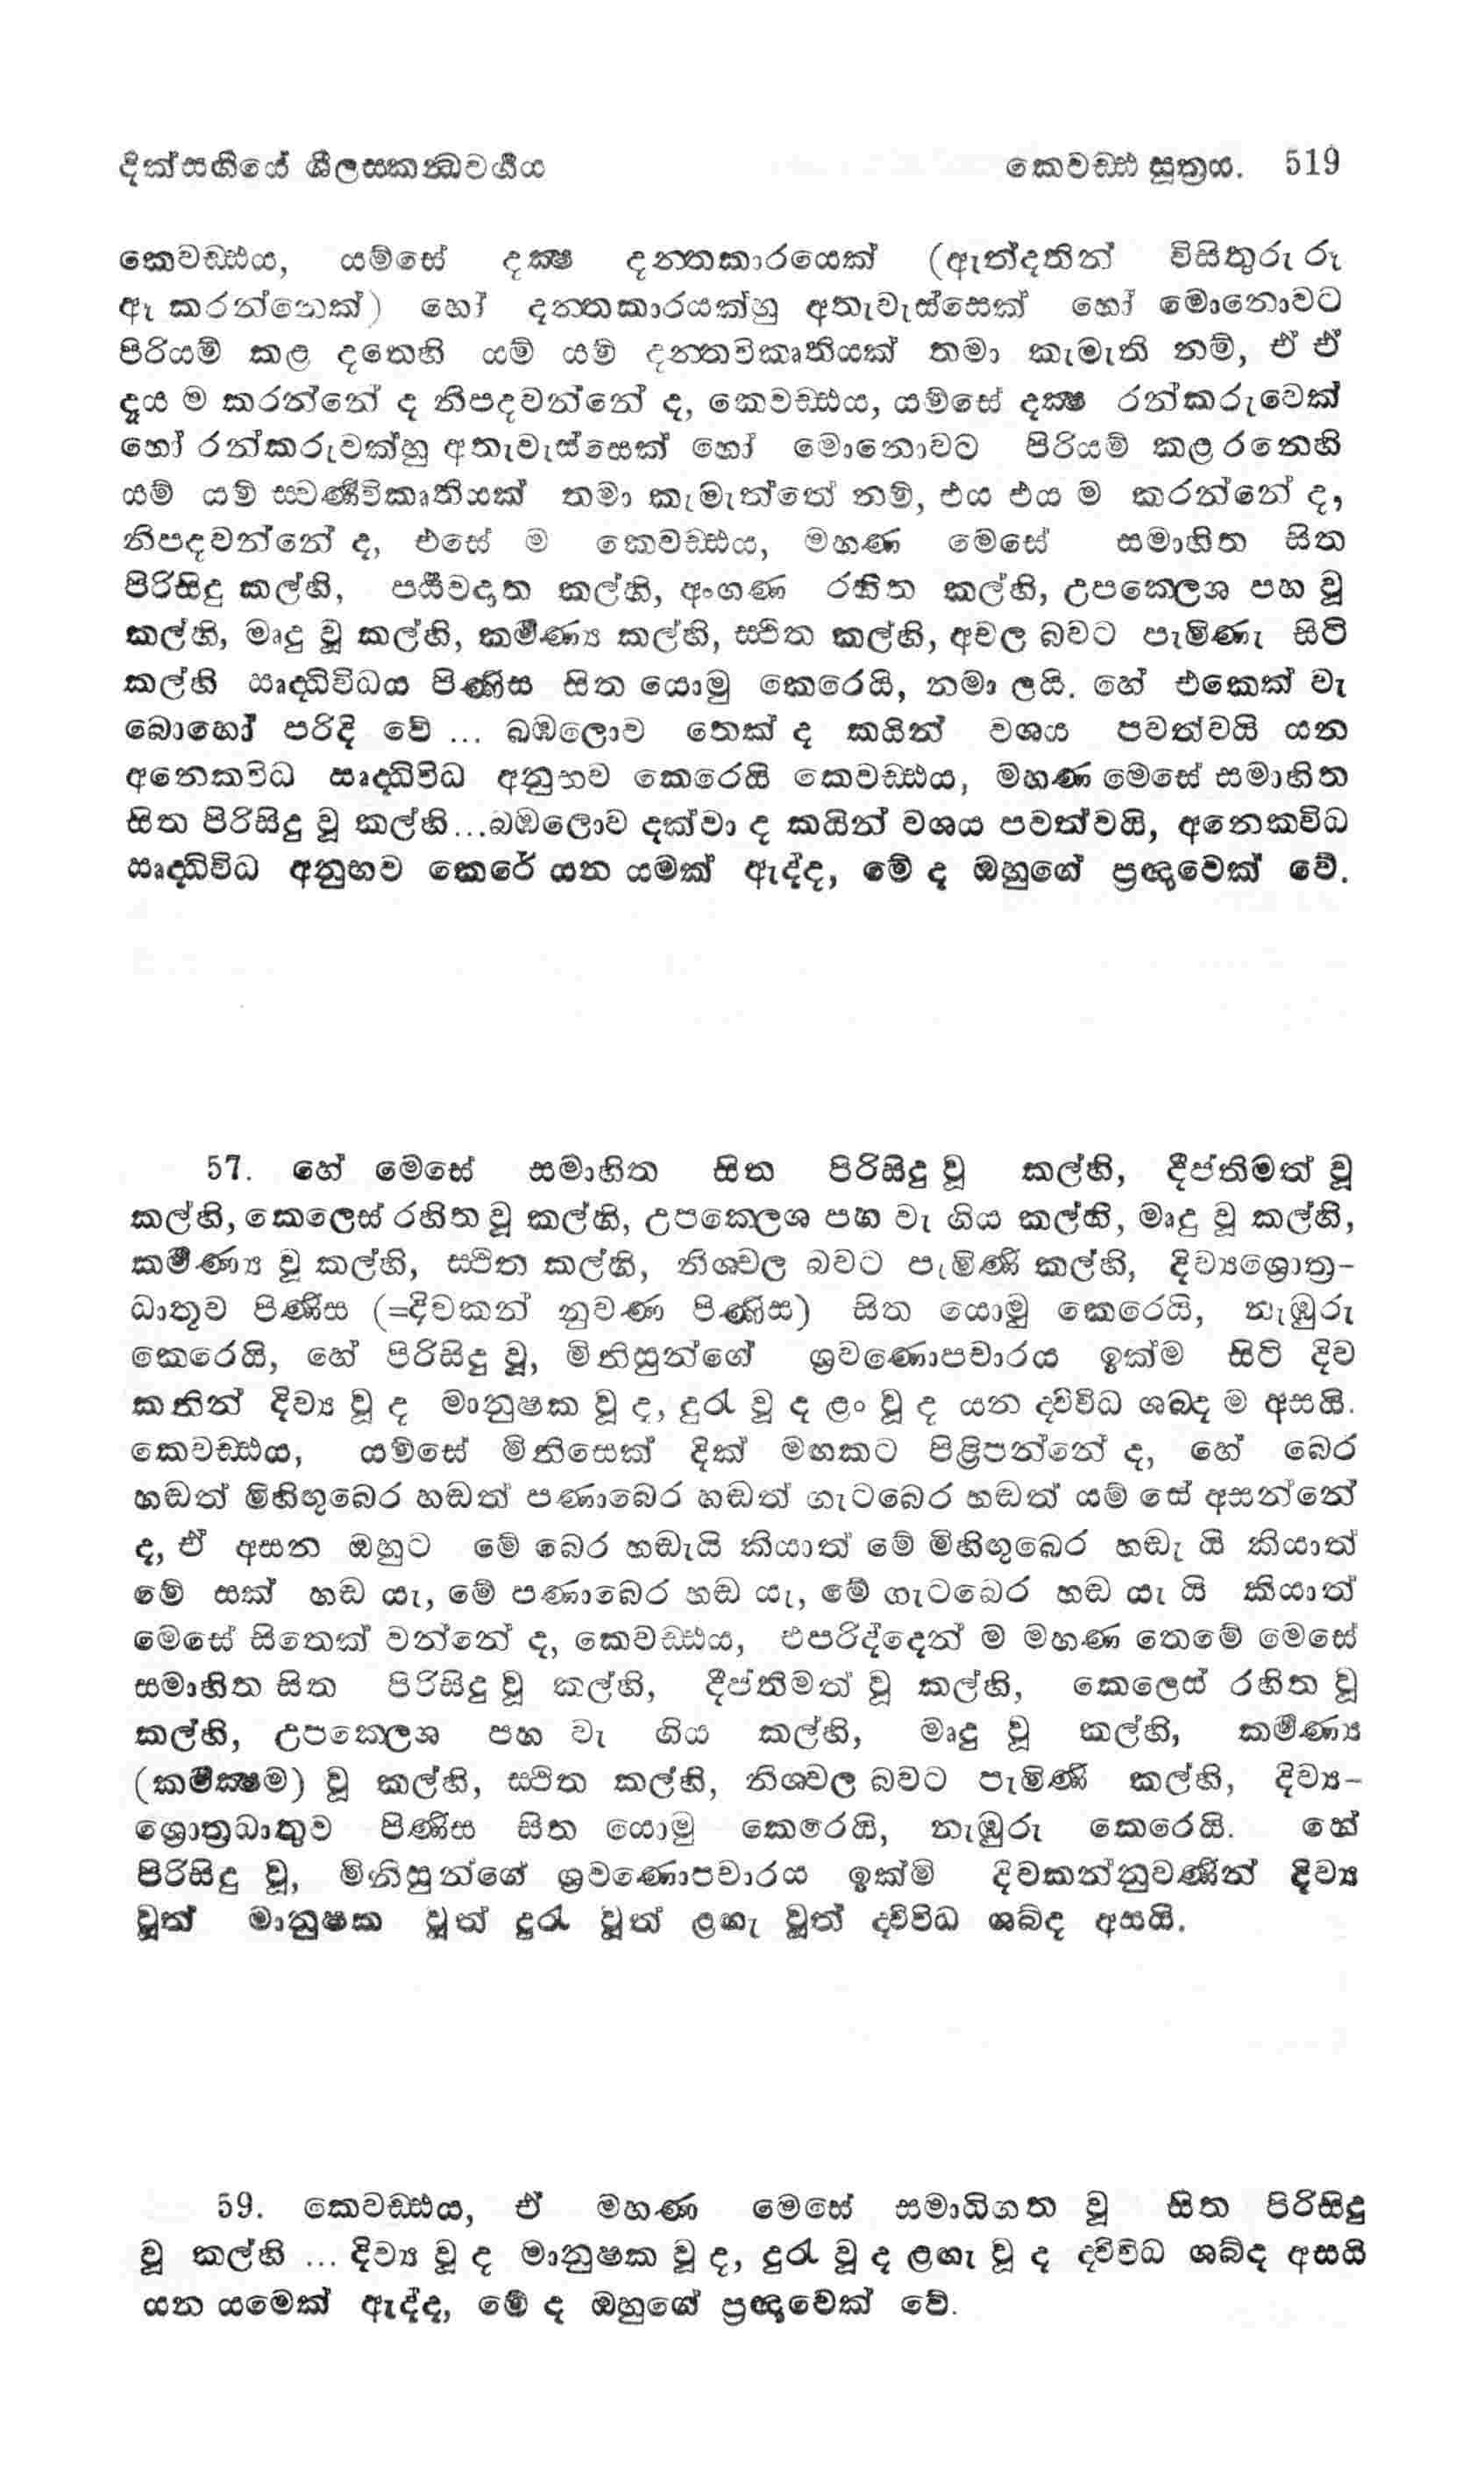 දික්සඟියේ ශීලස්කන්ධවර්ගය කෙවඩ්ඪ සූත්‍රය. 519
කෙවඩ්ඪය, යම්සේ දක්ෂ දන්තකාරයෙක් (ඇත්දතින් විසිතුරු රූ
ඈ කරන්නෙක්) හෝ දන්තකාරයක්හු අතැවැස්සෙක් හෝ මොනොවට
පිරියම් කළ දතෙහි යම් යම් දන්තවිකෘතියක් තමා කැමැති නම්, ඒ ඒ
දෑය ම කරන්නේ ද නිපදවන්නේ ද, කෙවඩ්ඪය, යම්සේ දක්ෂ රන්කරුවෙක්
හෝ රන්කරුවක්හු අතැවැස්සෙක් හෝ මොනොවට පිරියම් කළ රනෙහි
යම් යම් ස්වර්ණවිකෘතියක් තමා කැමැත්තේ නම්, එය එය ම කරන්නේ ද,
නිපදවන්නේ ද, එසේ ම කෙවඩ්ඪය, මහණ මෙසේ සමාහිත සිත
පිරිසිදු කල්හි, පර්‍ය්‍යවදාත කල්හි, අංගණ රහිත කල්හි, උපක්ලෙශ පහ වූ
කල්හි, මෘදු වූ කල්හි, කර්මණ්‍ය කල්හි, ස්ථිත කල්හි, අචල බවට පැමිණැ සිටි
කල්හි ඍද්ධිවිධය පිණිස සිත යොමු කෙරෙයි, නමා ලයි. හේ එකෙක් වැ
බොහෝ පරිදි වේ ... බඹලොව තෙක් ද කයින් වශය පවත්වයි යන
අනෙකවිධ ඍද්ධිවිධ අනුභව කෙරෙයි කෙවඩ්ඪය, මහණ මෙසේ සමාහිත
සිත පිරිසිදු වූ කල්හි...බඹලොව දක්වා ද කයින් වශය පවත්වයි, අනෙකවිධ
ඍද්ධිවිධ අනුභව කෙරේ යන යමක් ඇද්ද, මේ ද ඔහුගේ ප්‍රඥාවෙක් වේ.
57. හේ මෙසේ සමාහිත සිත පිරිසිදු වූ කල්හි, දීප්තිමත් වූ
කල්හි, කෙලෙස් රහිත වූ කල්හි, උපක්ලෙශ පහ වැ ගිය කල්හි, මෘදු වූ කල්හි,
කර්මණ්‍ය වූ කල්හි, ස්ථිත කල්හි, නිශ්චල බවට පැමිණි කල්හි, දිව්‍යශ්‍රොත්‍ර-
ධාතුව පිණිස (=දිවකන් නුවණ පිණිස) සිත යොමු කෙරෙයි, නැඹුරු
කෙරෙයි, හේ පිරිසිදු වූ, මිනිසුන්ගේ ශ්‍රවණොපචාරය ඉක්ම සිටි දිව
කනින් දිව්‍ය වූ ද මානුෂක වූ ද, දුරැ වූ ද ළං වූ ද යන ද්විවිධ ශබ්ද ම අසයි.
කෙවඩ්ඪය, යම්සේ මිනිසෙක් දික් මඟකට පිළිපන්නේ ද, හේ බෙර
හඬත් මිහිඟුබෙර හඬත් පණාබෙර හඬත් ගැටබෙර හඬත් යම් සේ අසන්නේ
ද, ඒ අසන ඔහුට මේ බෙර හඬැයි කියාත් මේ මිහිඟුබෙර හඬැ යි කියාත්
මේ සක් හඬ යැ, මේ පණාබෙර හඬ යැ, මේ ගැටබෙර හඬ යැ යි කියාත්
මෙසේ සිතෙක් වන්නේ ද, කෙවඩ්ඪය, එපරිද්දෙන් ම මහණ තෙමේ මෙසේ
සමාහිත සිත පිරිසිදු වූ කල්හි, දීප්තිමත් වූ කල්හි, කෙලෙස් රහිත වූ
කල්හි, උපක්ලෙශ පහ වැ ගිය කල්හි, මෘදු වූ කල්හි, කර්මණ්‍ය
(කර්මක්ෂම) වූ කල්හි, ස්ථිත කල්හි, නිශ්චල බවට පැමිණි කල්හි, දිව්‍ය-
ශ්‍රොත්‍රධාතුව පිණිස සිත යොමු කෙරෙයි, නැඹුරු කෙරෙයි. හේ
පිරිසිදු වූ, මිනිසුන්ගේ ශ්‍රවණොපචාරය ඉක්මි දිවකන්නුවණින් දිව්‍ය
වූත් මානුෂක වූත් දුරැ වූත් ළඟැ වූත් ද්විවිධ ශබ්ද අසයි.
59. කෙවඩ්ඪය, ඒ මහණ මෙසේ සමාධිගත වූ සිත පිරිසිදු
වූ කල්හි ... දිව්‍ය වූ ද මානුෂක වූ ද, දුරැ වූ ද ළඟැ වූ ද ද්විවිධ ශබ්ද අසයි
යන යමෙක් ඇද්ද, මේ ද ඔහුගේ ප්‍රඥාවෙක් වේ.